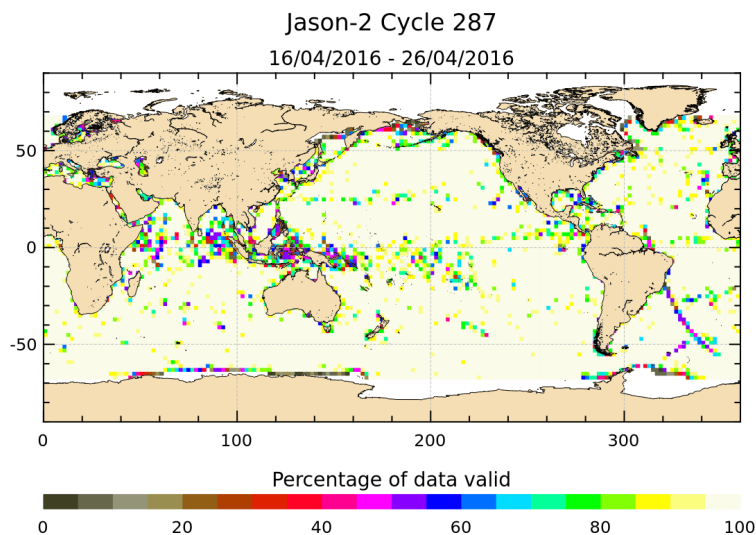 Jason-2 Cycle 287
16/04/2016 - 26/04/2016
50
0
-50
0 100 200 300
Percentage of data valid
0 20 40 60 80 100